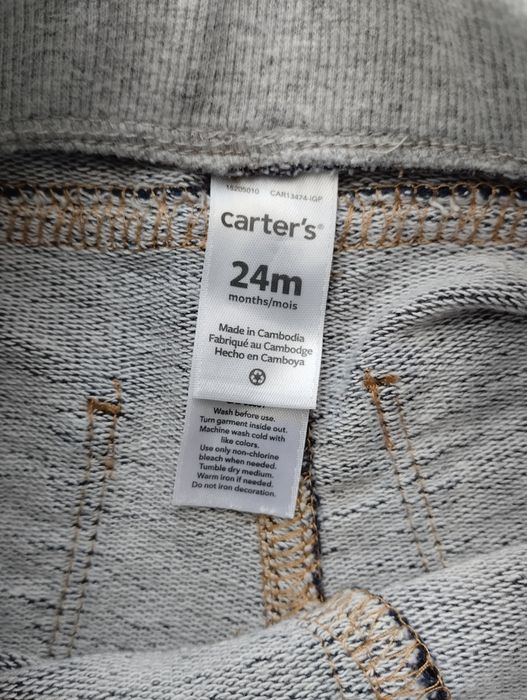 16205010 CAR13474-IGP
carter's®
24m
months/mois
Made in Cambodia
Fabriqué au Cambodge
Hecho en Camboya
Wash before use.
Turn garment inside out.
Machine wash cold with
like colors.
Use only non-chlorine
bleach when needed.
Tumble dry medium.
Warm iron if needed.
Do not iron decoration.